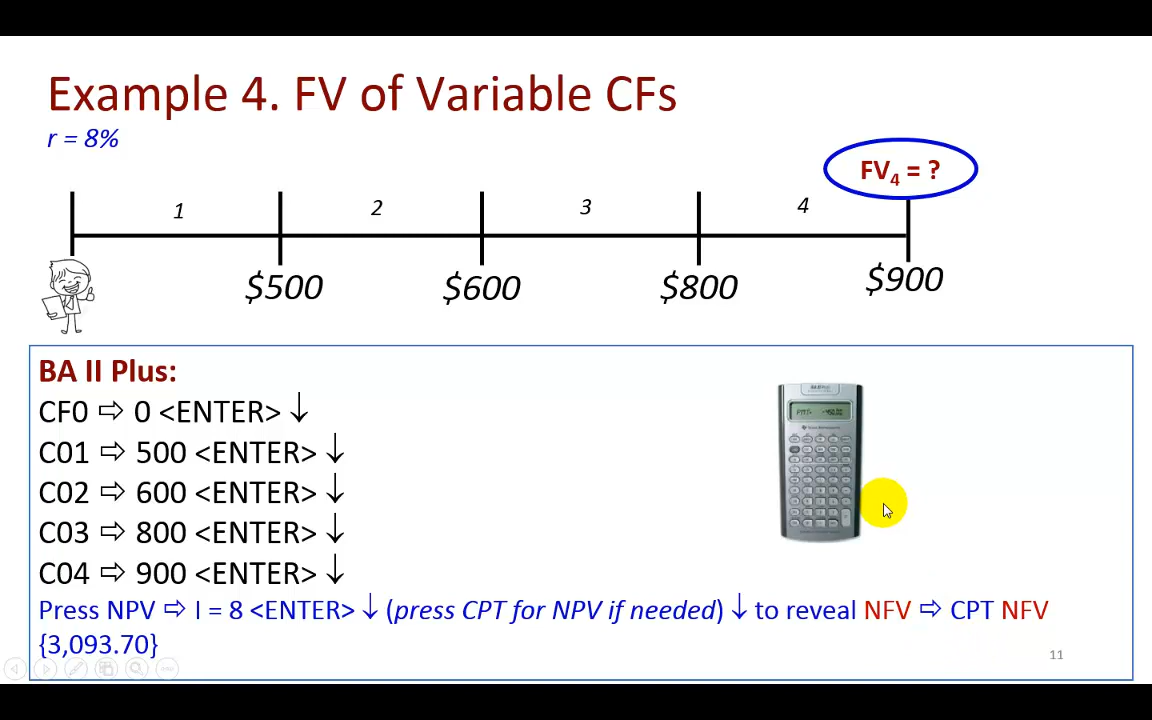 Example 4. FV of Variable CFs
r = 8%
FV4 = ?
1 2 3 4
$500 $600 $800 $900
BA II Plus:
CF0 ⇨ 0 <ENTER> ↓
C01 ⇨ 500 <ENTER> ↓
C02 ⇨ 600 <ENTER> ↓
C03 ⇨ 800 <ENTER> ↓
C04 ⇨ 900 <ENTER> ↓
Press NPV ⇨ I = 8 <ENTER> ↓ (press CPT for NPV if needed) ↓ to reveal NFV ⇨ CPT NFV
{3,093.70}
11